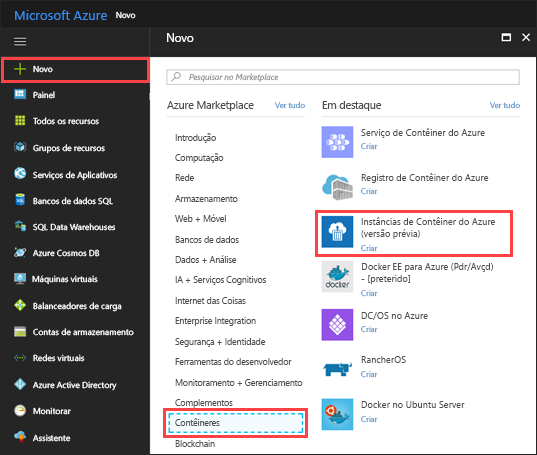 Microsoft Azure Novo
Novo
Painel
Todos os recursos
Grupos de recursos
Serviços de Aplicativos
Bancos de dados SQL
SQL Data Warehouses
Azure Cosmos DB
Máquinas virtuais
Balanceadores de carga
Contas de armazenamento
Redes virtuais
Azure Active Directory
Monitorar
Assistente
Novo
Pesquisar no Marketplace
Azure Marketplace Ver tudo
Introdução
Computação
Rede
Armazenamento
Web + Móvel
Bancos de dados
Dados + Análise
IA + Serviços Cognitivos
Internet das Coisas
Enterprise Integration
Segurança + Identidade
Ferramentas do desenvolvedor
Monitoramento + Gerenciamento
Complementos
Contêineres
Blockchain
Em destaque Ver tudo
Serviço de Contêiner do Azure
Criar
Registro de Contêiner do Azure
Criar
Instâncias de Contêiner do Azure
(versão prévia)
Criar
docker
Docker EE para Azure (Pdr/Avçd)
- [preterido]
Criar
DC/OS no Azure
Criar
RancherOS
Criar
Docker no Ubuntu Server
Criar